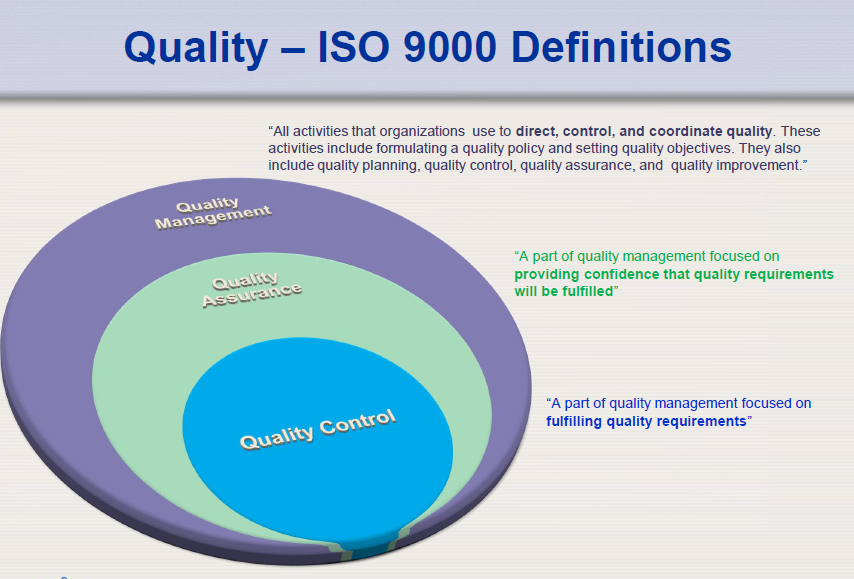 Quality – ISO 9000 Definitions
“All activities that organizations use to direct, control, and coordinate quality. These
activities include formulating a quality policy and setting quality objectives. They also
include quality planning, quality control, quality assurance, and quality improvement.”
Quality
Management
“A part of quality management focused on
providing confidence that quality requirements
will be fulfilled”
Quality
Assurance
“A part of quality management focused on
fulfilling quality requirements”
Quality Control